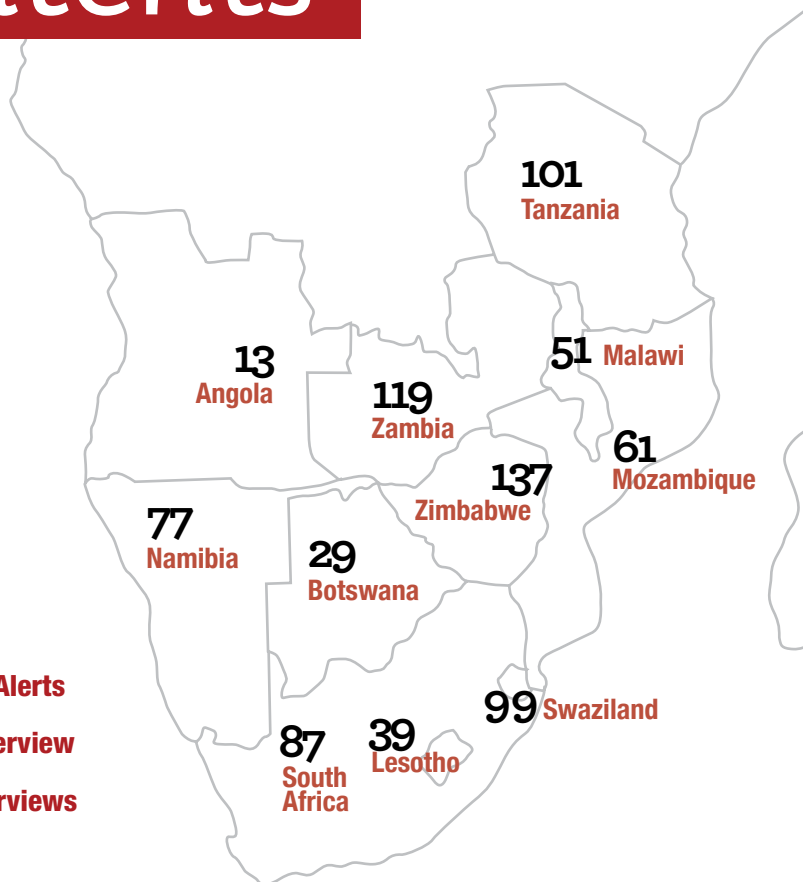 101
Tanzania
13
Angola
51 Malawi
119
Zambia
61
Mozambique
137
Zimbabwe
77
Namibia
29
Botswana
Alerts
99 Swaziland
erview
87
South
Africa
39
Lesotho
rviews